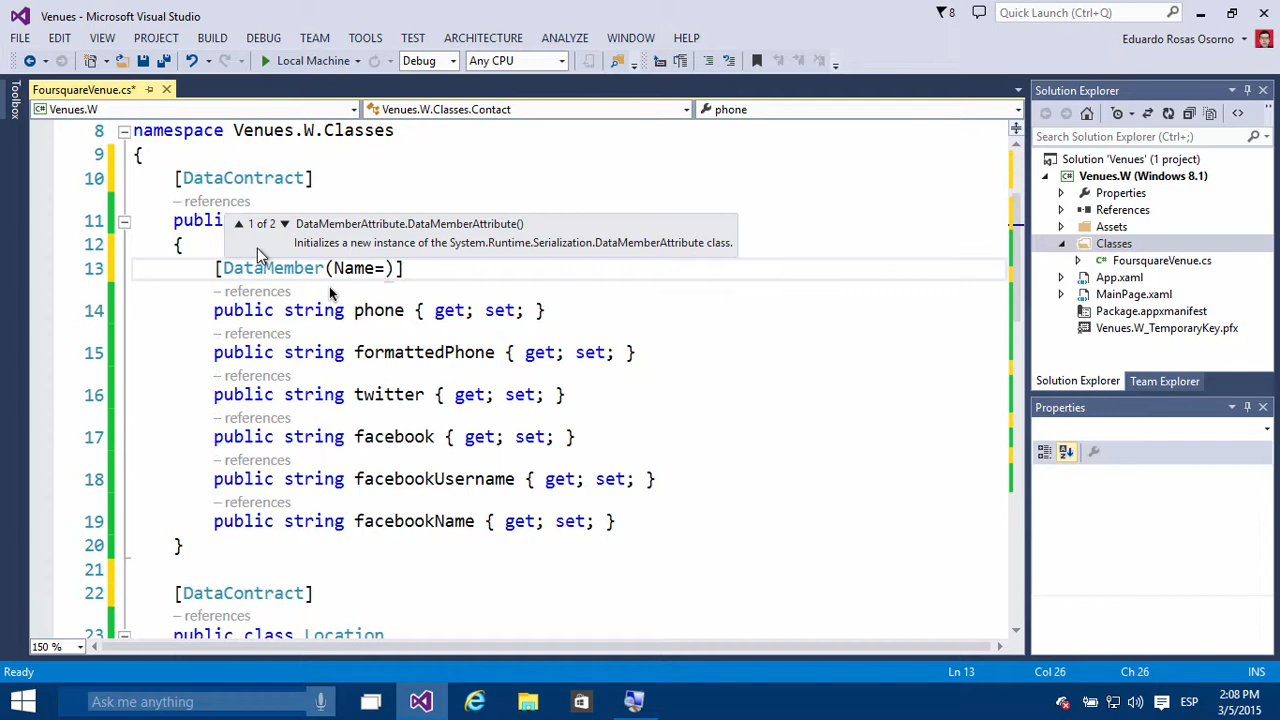 Venues - Microsoft Visual Studio
8
Quick Launch (Ctrl+Q)
FILE EDIT VIEW PROJECT BUILD DEBUG TEAM TOOLS TEST ARCHITECTURE ANALYZE WINDOW HELP
Eduardo Rosas Osorno
Local Machine Debug Any CPU
Toolbox
FoursquareVenue.cs*
Venues.W Venues.W.Classes.Contact phone
8 namespace Venues.W.Classes
9 {
10 [DataContract]
– references
11 publi
1 of 2 DataMemberAttribute.DataMemberAttribute()
Initializes a new instance of the System.Runtime.Serialization.DataMemberAttribute class.
12 {
13 [DataMember(Name=)]
– references
14 public string phone { get; set; }
– references
15 public string formattedPhone { get; set; }
– references
16 public string twitter { get; set; }
– references
17 public string facebook { get; set; }
– references
18 public string facebookUsername { get; set; }
– references
19 public string facebookName { get; set; }
20 }
21
22 [DataContract]
– references
23 public class Location
150 %
Solution Explorer
Search Solution Explorer (Ctrl+;)
Solution 'Venues' (1 project)
Venues.W (Windows 8.1)
Properties
References
Assets
Classes
FoursquareVenue.cs
App.xaml
MainPage.xaml
Package.appxmanifest
Venues.W_TemporaryKey.pfx
Solution Explorer Team Explorer
Properties
Ready Ln 13 Col 26 Ch 26 INS
Ask me anything
ESP
2:08 PM
3/5/2015